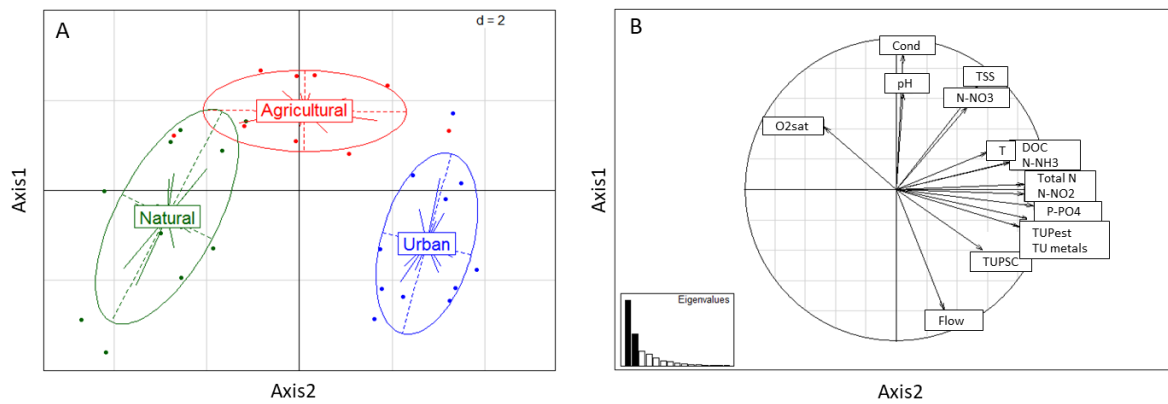 A
d = 2
Agricultural
Natural
Urban
Axis1
Axis2
B
Cond
pH
TSS
N-NO3
O2sat
T
DOC
N-NH3
Total N
N-NO2
P-PO4
TUPest
TU metals
TUPSC
Flow
Eigenvalues
Axis1
Axis2